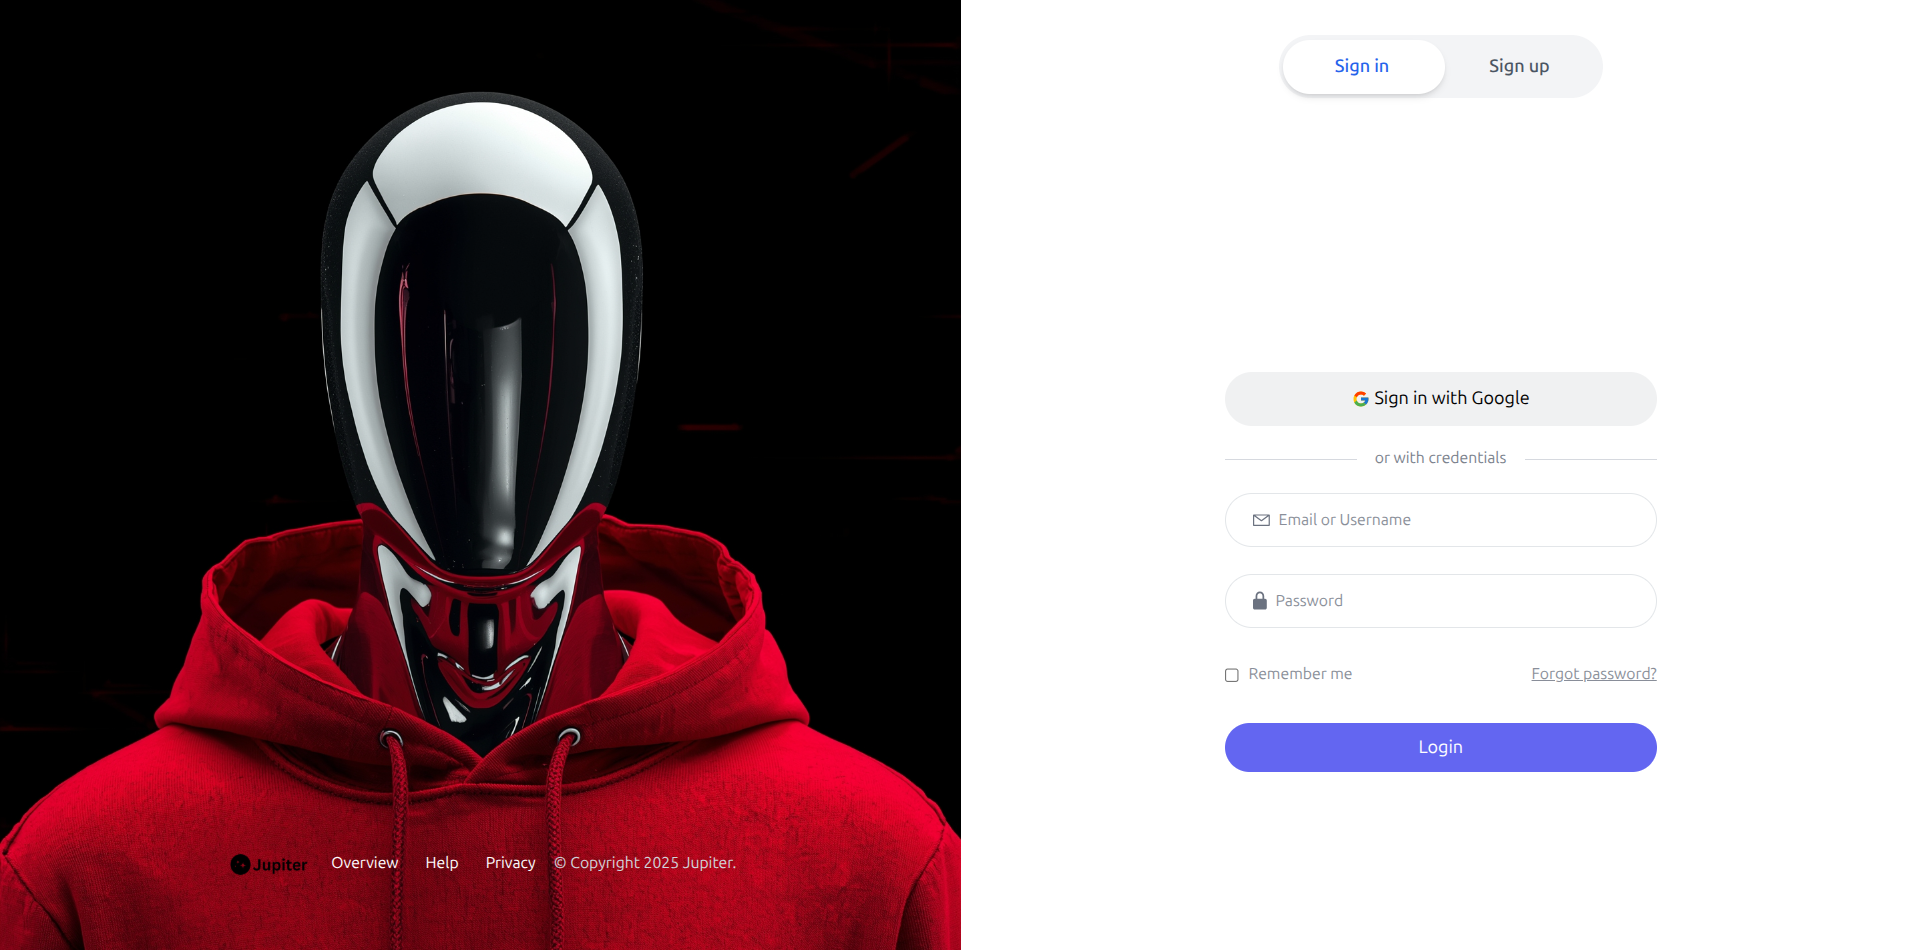 Sign in
Sign up
Sign in with Google
or with credentials
Email or Username
Password
Remember me
Forgot password?
Login
Jupiter
Overview
Help
Privacy
© Copyright 2025 Jupiter.